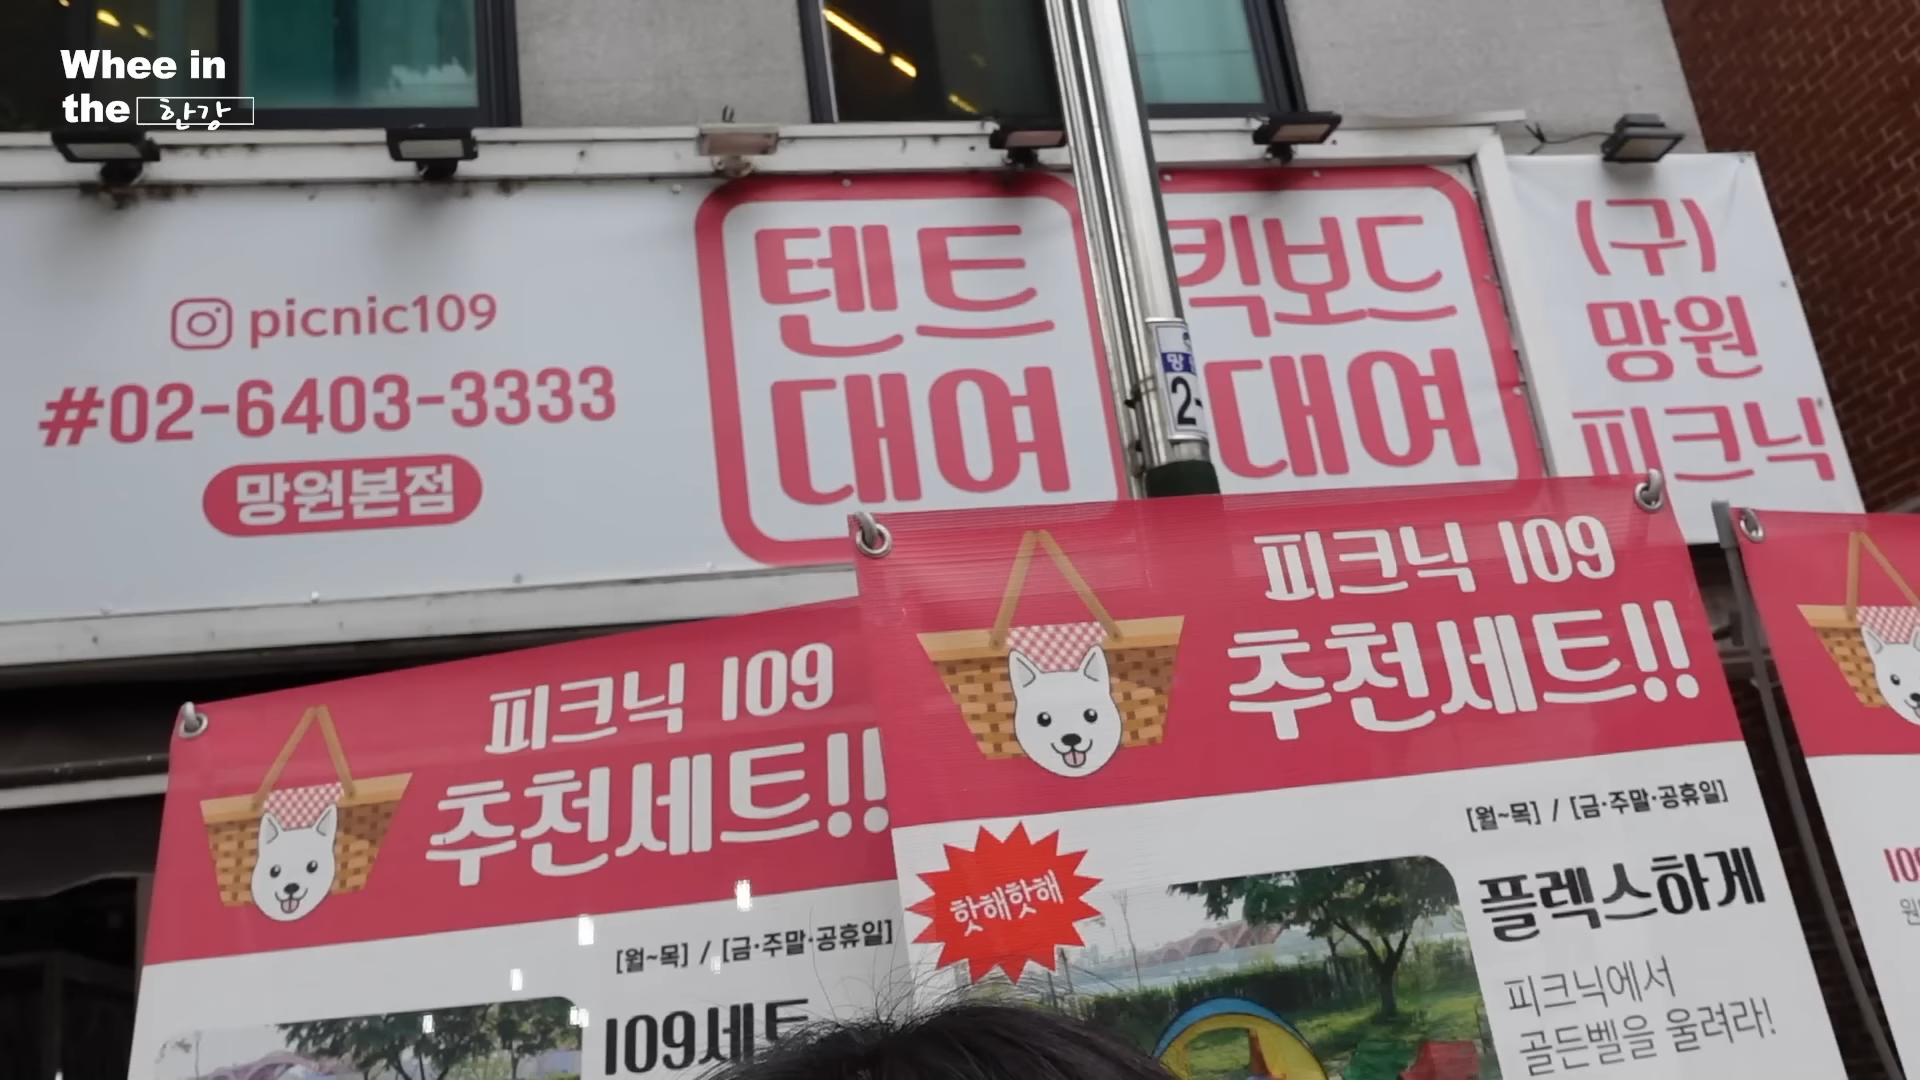 Whee in
the 한강
picnic109
#02-6403-3333
망원본점
텐트
대여
킥보드
대여
(구)
망원
피크닉
망
2-
피크닉 109
추천세트!!
[월~목] / [금·주말·공휴일]
109세트
피크닉 109
추천세트!!
[월~목] / [금·주말·공휴일]
핫해핫해
플렉스하게
피크닉에서
골든벨을 울려라!
109